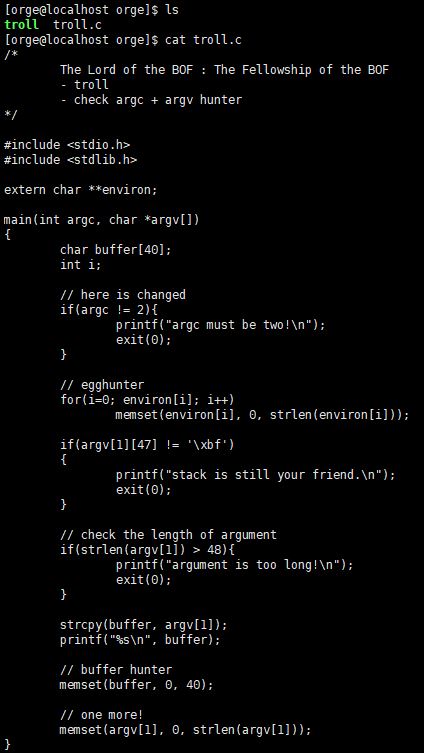 [orge@localhost orge]$ ls
troll  troll.c
[orge@localhost orge]$ cat troll.c
/*
        The Lord of the BOF : The Fellowship of the BOF
        - troll
        - check argc + argv hunter
*/

#include <stdio.h>
#include <stdlib.h>

extern char **environ;

main(int argc, char *argv[])
{
        char buffer[40];
        int i;

        // here is changed
        if(argc != 2){
                printf("argc must be two!\n");
                exit(0);
        }

        // egghunter
        for(i=0; environ[i]; i++)
                memset(environ[i], 0, strlen(environ[i]));

        if(argv[1][47] != '\xbf')
        {
                printf("stack is still your friend.\n");
                exit(0);
        }

        // check the length of argument
        if(strlen(argv[1]) > 48){
                printf("argument is too long!\n");
                exit(0);
        }

        strcpy(buffer, argv[1]);
        printf("%s\n", buffer);

        // buffer hunter
        memset(buffer, 0, 40);

        // one more!
        memset(argv[1], 0, strlen(argv[1]));
}